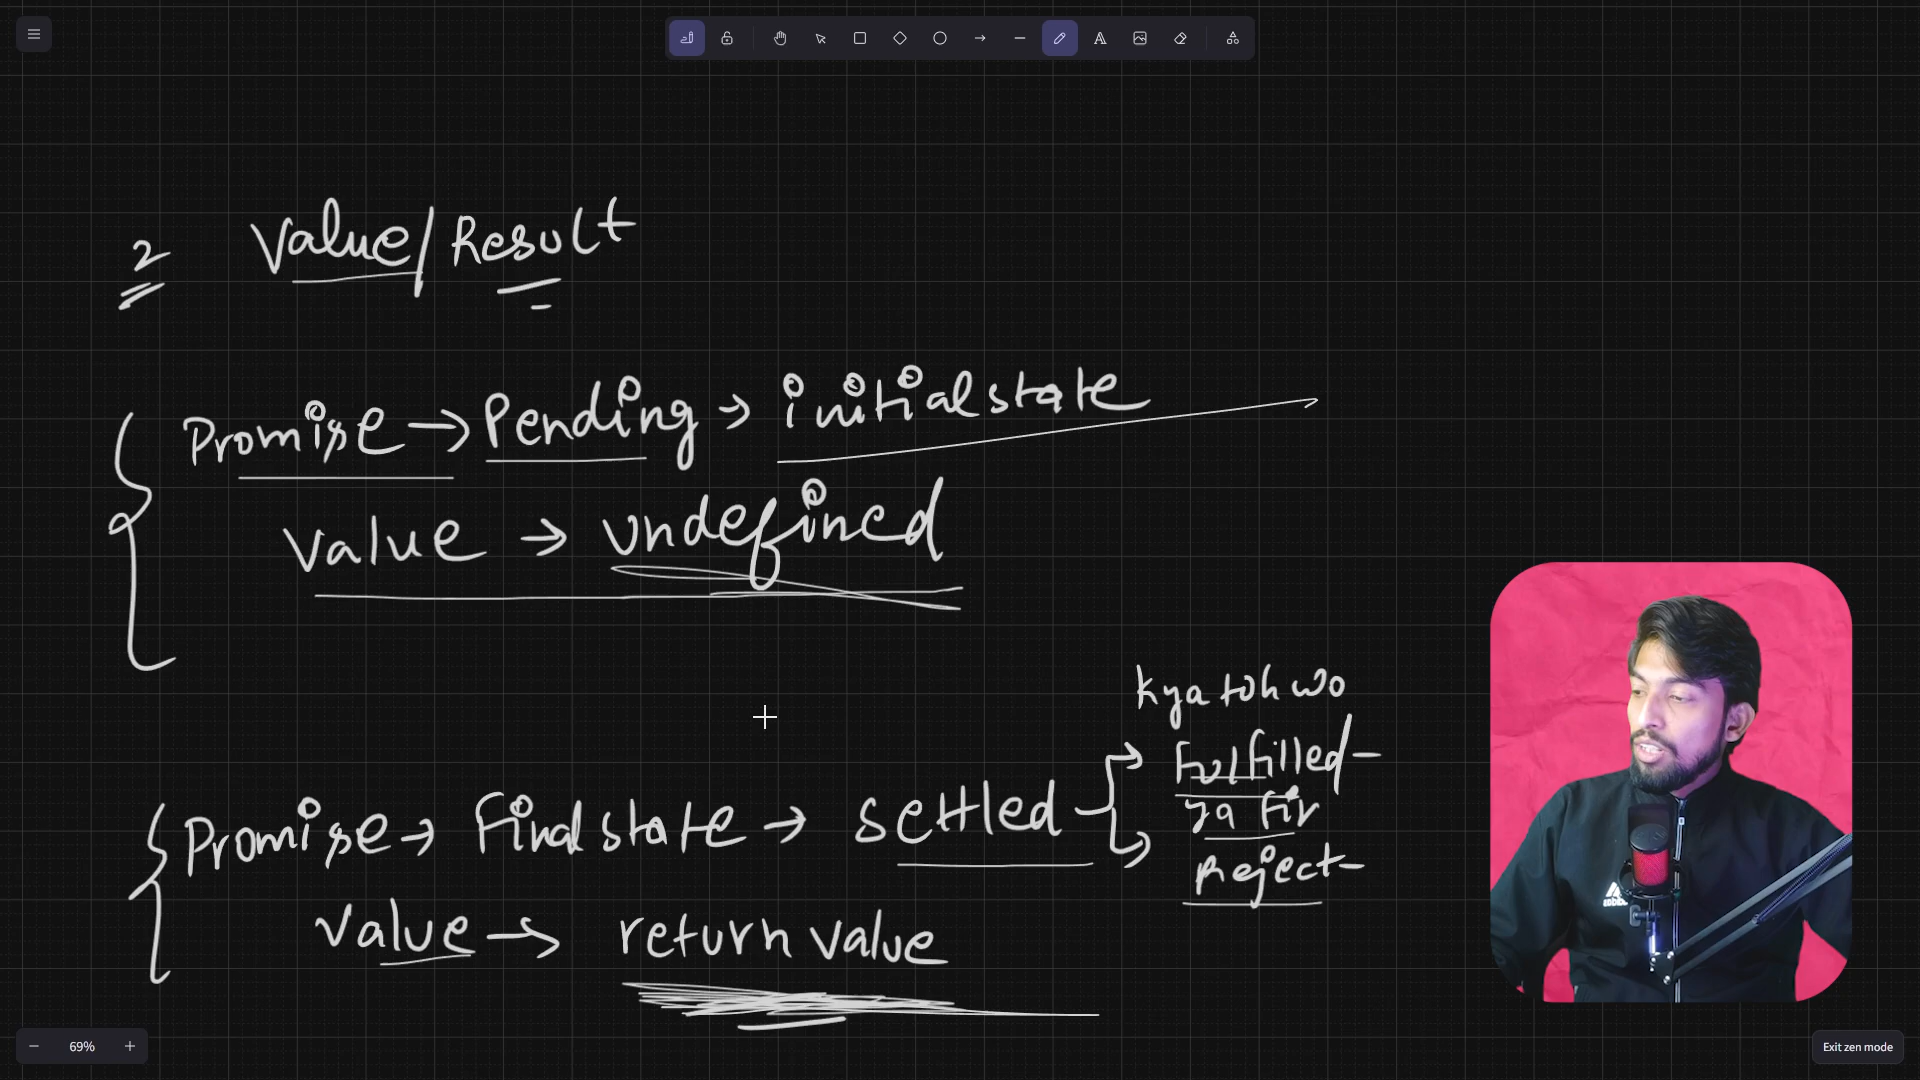 2 Value/Result
Promise → Pending → initial state
value → undefined
kya toh wo
Fulfilled -
ya fir
Reject -
Promise → Final state → settled
value → return value
69%
Exit zen mode